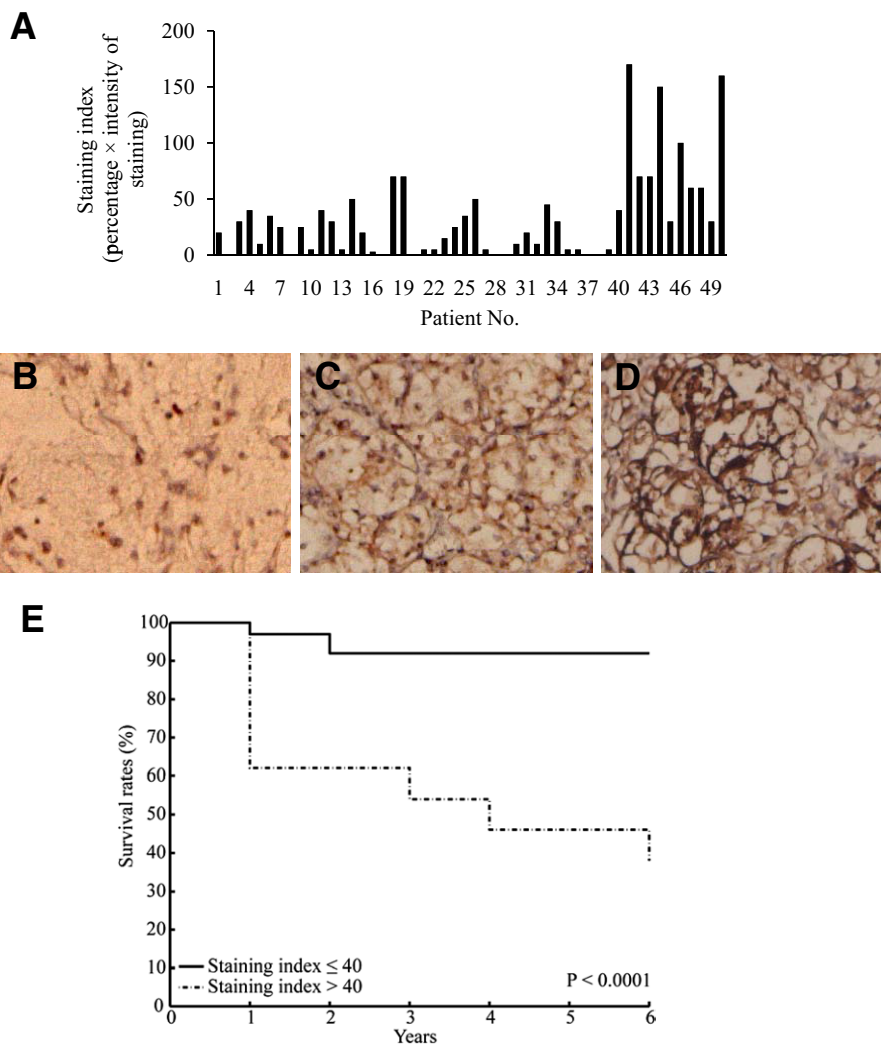 A
Staining index
(percentage × intensity of
staining)
200
150
100
50
0
1 4 7 10 13 16 19 22 25 28 31 34 37 40 43 46 49
Patient No.
B C D
E
Survival rates (%)
100
90
80
70
60
50
40
30
20
10
0
Staining index ≤ 40
Staining index > 40
P < 0.0001
0 1 2 3 4 5 6
Years